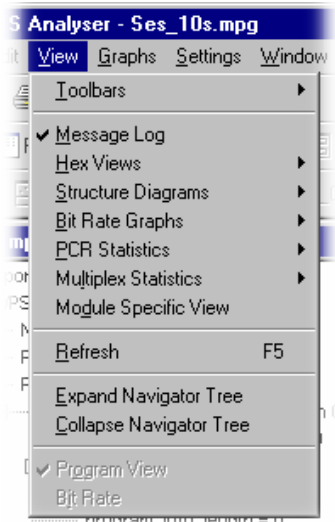 S Analyser - Ses_10s.mpg
View Graphs Settings Window
Toolbars
Message Log
Hex Views
Structure Diagrams
Bit Rate Graphs
PCR Statistics
Multiplex Statistics
Module Specific View
Refresh F5
Expand Navigator Tree
Collapse Navigator Tree
Program View
Bit Rate